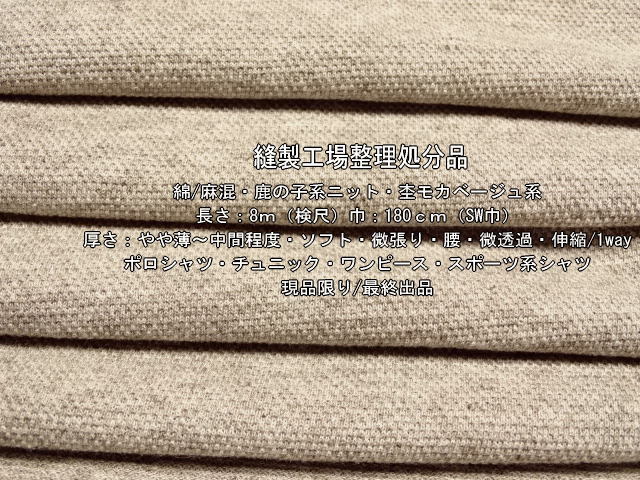 縫製工場整理処分品
綿/麻混・鹿の子系ニット・杢モカベージュ系
長さ：8ｍ（検尺）巾：180ｃｍ（SW巾）
厚さ：やや薄～中間程度・ソフト・微張り・腰・微透過・伸縮/1way
ポロシャツ・チュニック・ワンピース・スポーツ系シャツ
現品限り/最終出品